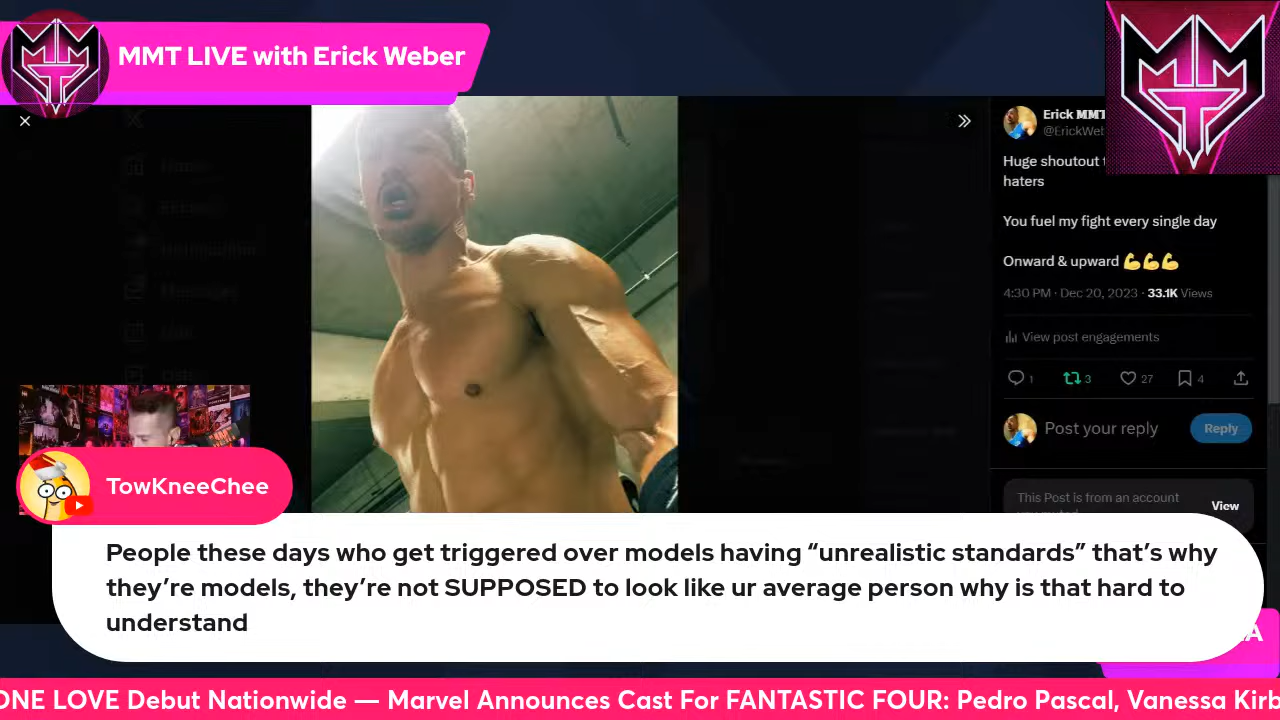 MMT LIVE with Erick Weber
Erick MMT
@ErickWeb
Huge shoutout
haters
You fuel my fight every single day
Onward & upward 💪💪💪
4:30 PM · Dec 20, 2023 · 33.1K Views
View post engagements
1 3 27 4
Post your reply
Reply
This Post is from an account
View
TowKneeChee
People these days who get triggered over models having “unrealistic standards” that’s why
they’re models, they’re not SUPPOSED to look like ur average person why is that hard to
understand
A
ONE LOVE Debut Nationwide — Marvel Announces Cast For FANTASTIC FOUR: Pedro Pascal, Vanessa Kirb